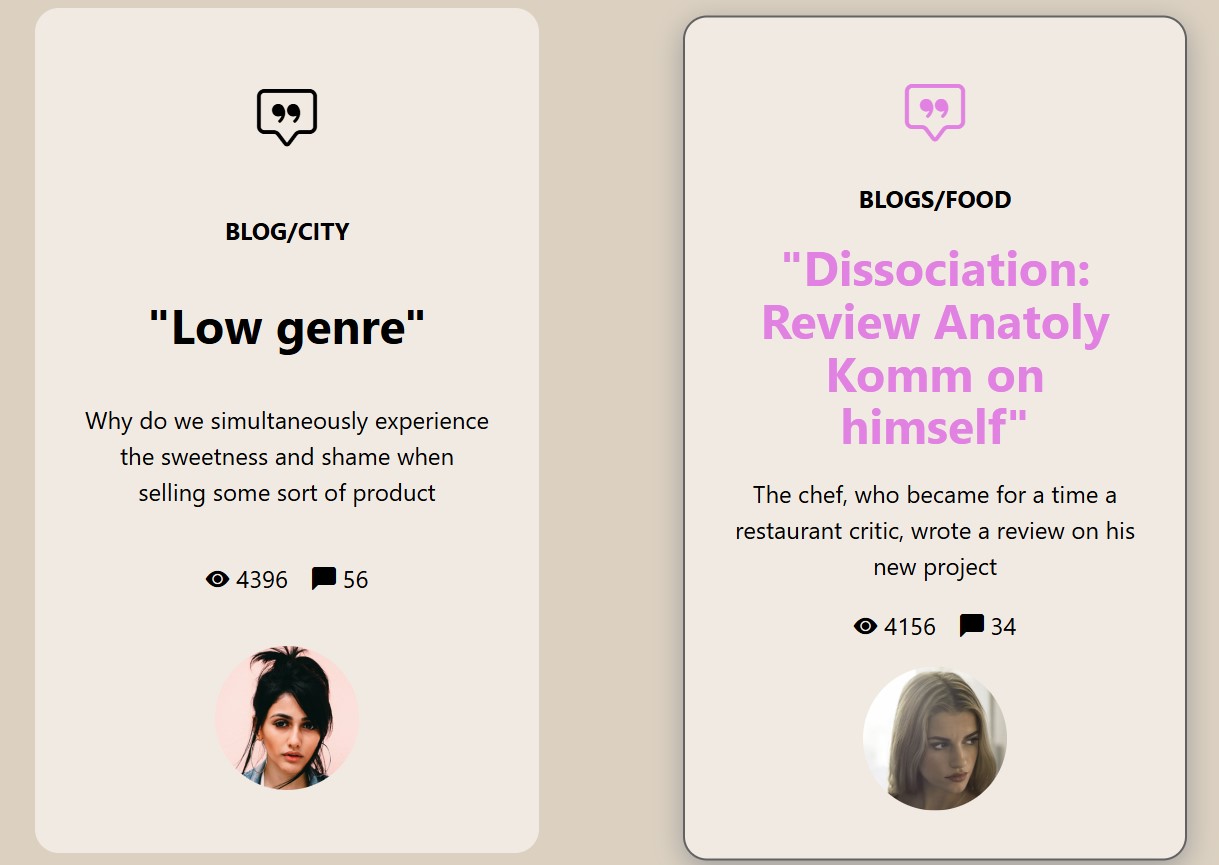 BLOG/CITY
"Low genre"
Why do we simultaneously experience
the sweetness and shame when
selling some sort of product
4396 56
BLOGS/FOOD
"Dissociation:
Review Anatoly
Komm on
himself"
The chef, who became for a time a
restaurant critic, wrote a review on his
new project
4156 34